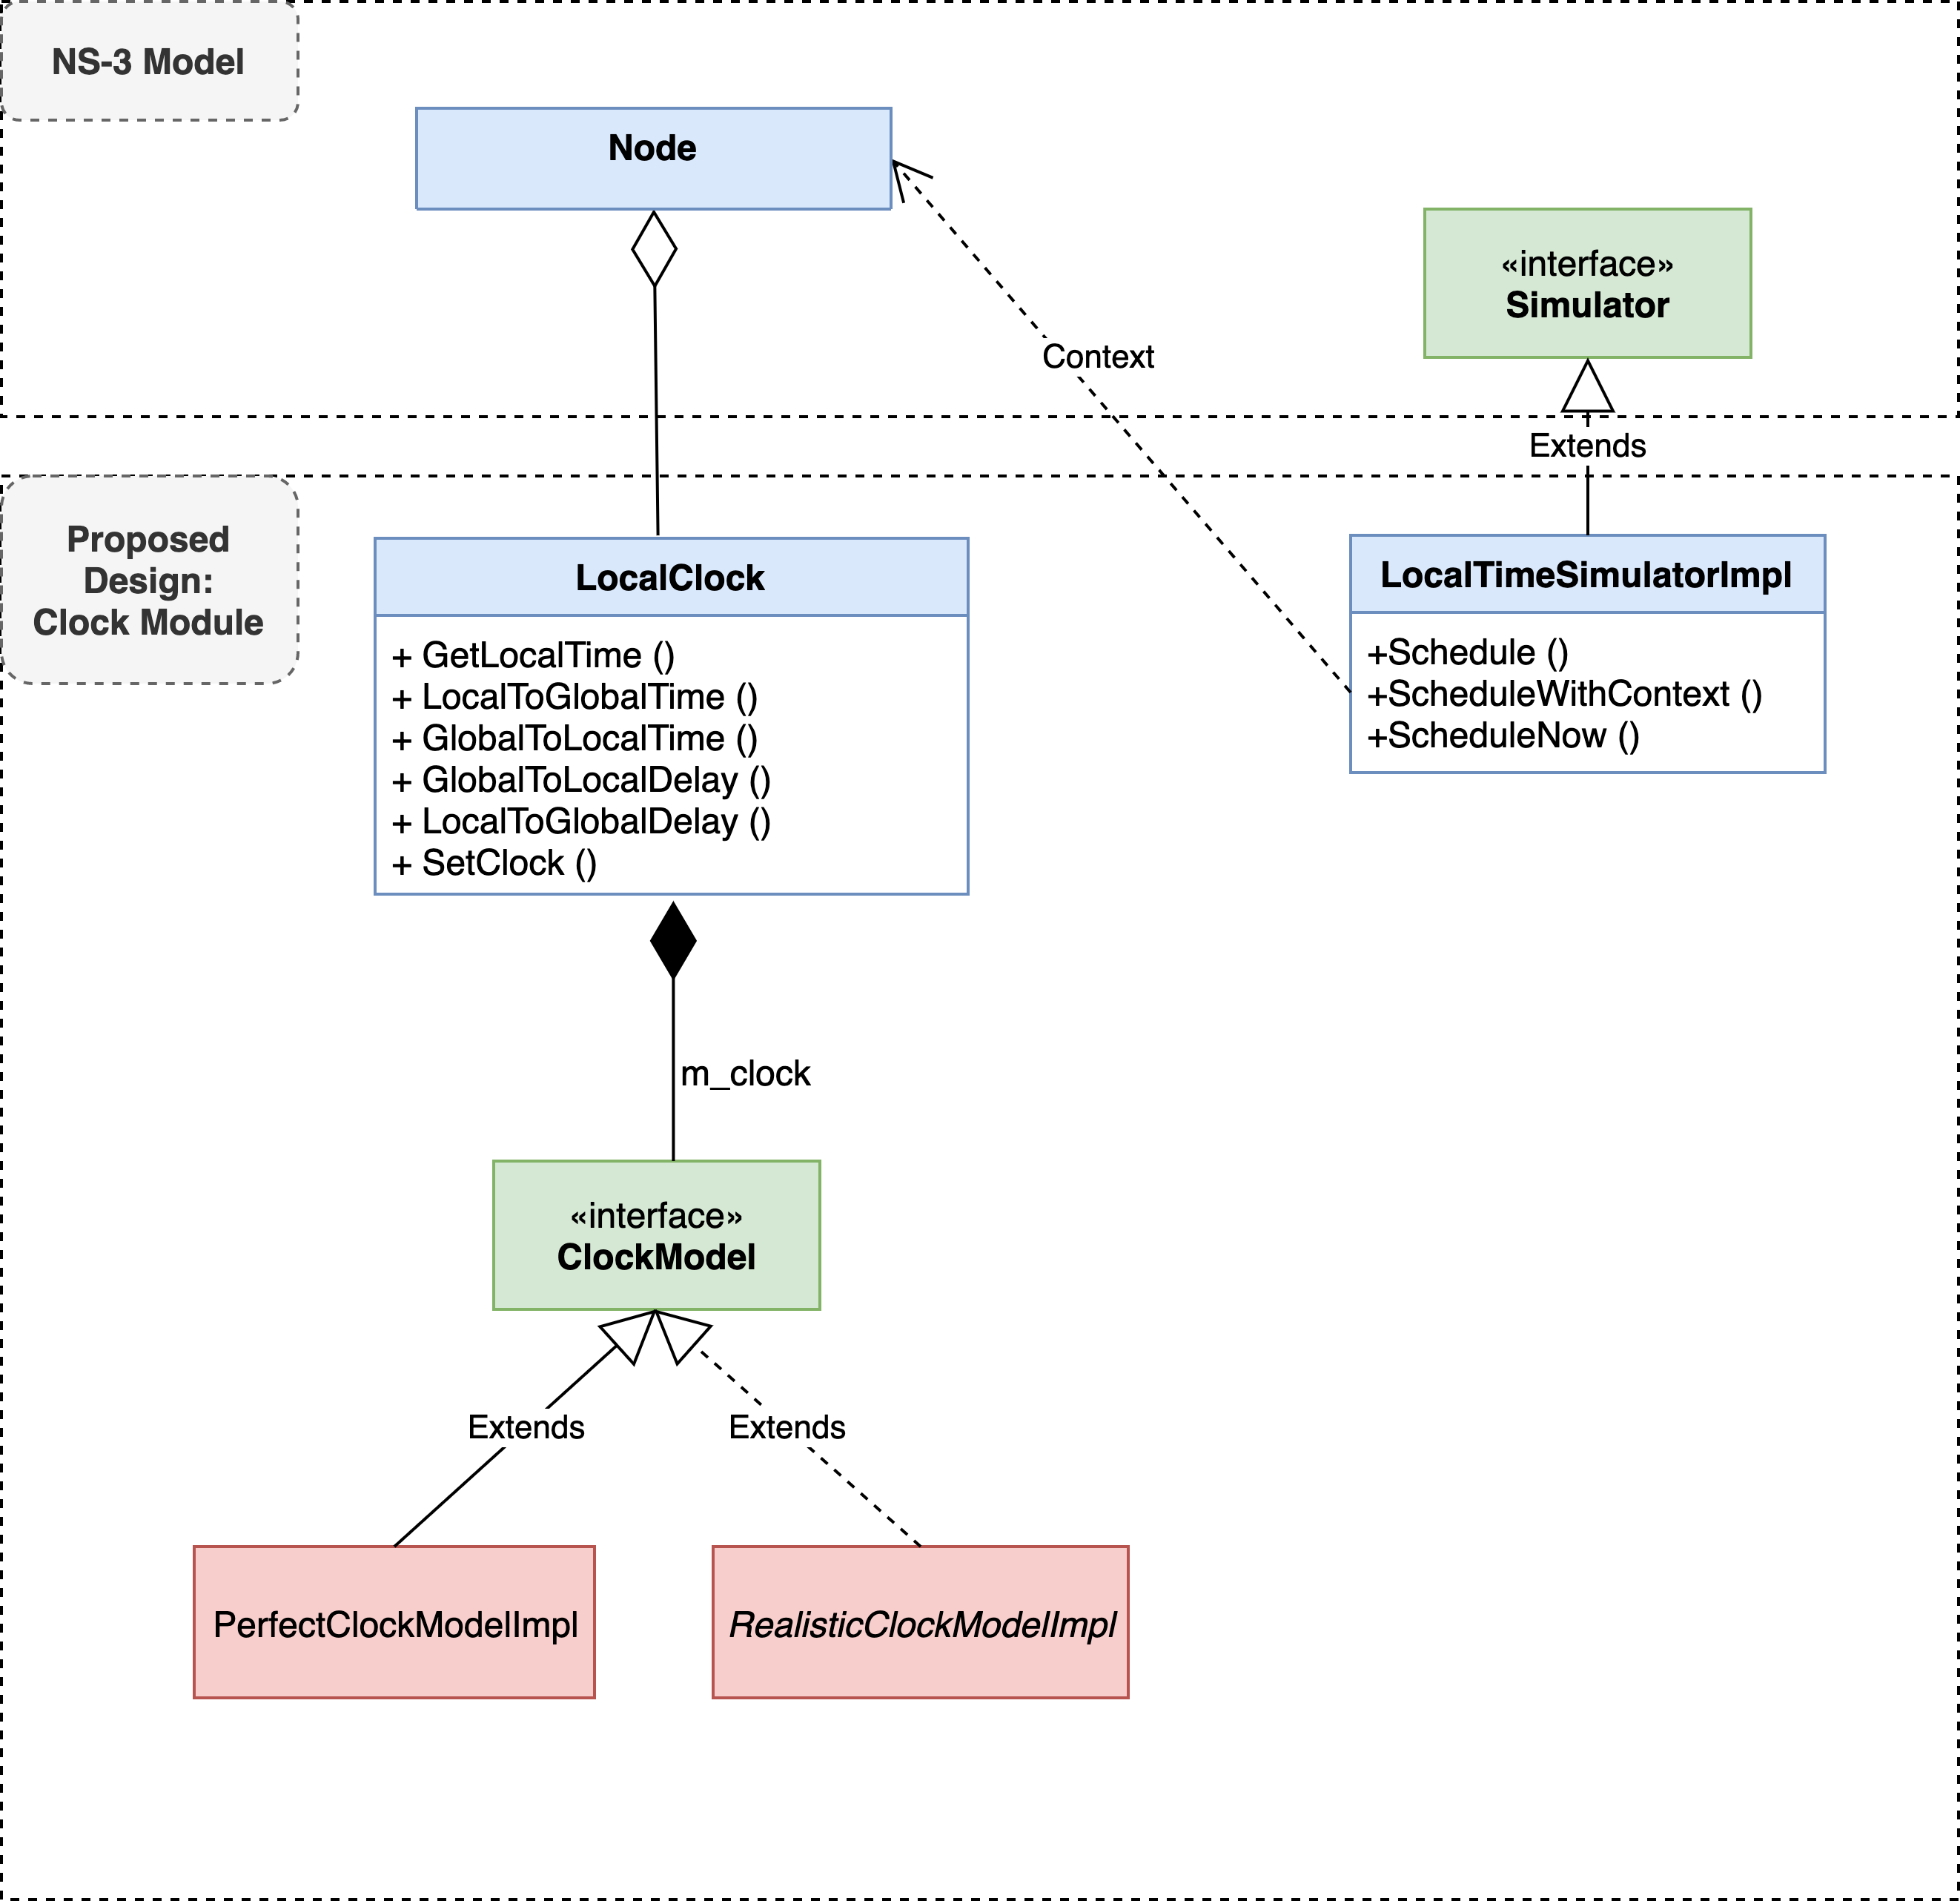 NS-3 Model
Node
«interface»
Simulator
Context
Extends
Proposed
Design:
Clock Module
LocalClock
+ GetLocalTime ()
+ LocalToGlobalTime ()
+ GlobalToLocalTime ()
+ GlobalToLocalDelay ()
+ LocalToGlobalDelay ()
+ SetClock ()
LocalTimeSimulatorImpl
+Schedule ()
+ScheduleWithContext ()
+ScheduleNow ()
m_clock
«interface»
ClockModel
Extends
Extends
PerfectClockModelImpl
RealisticClockModelImpl